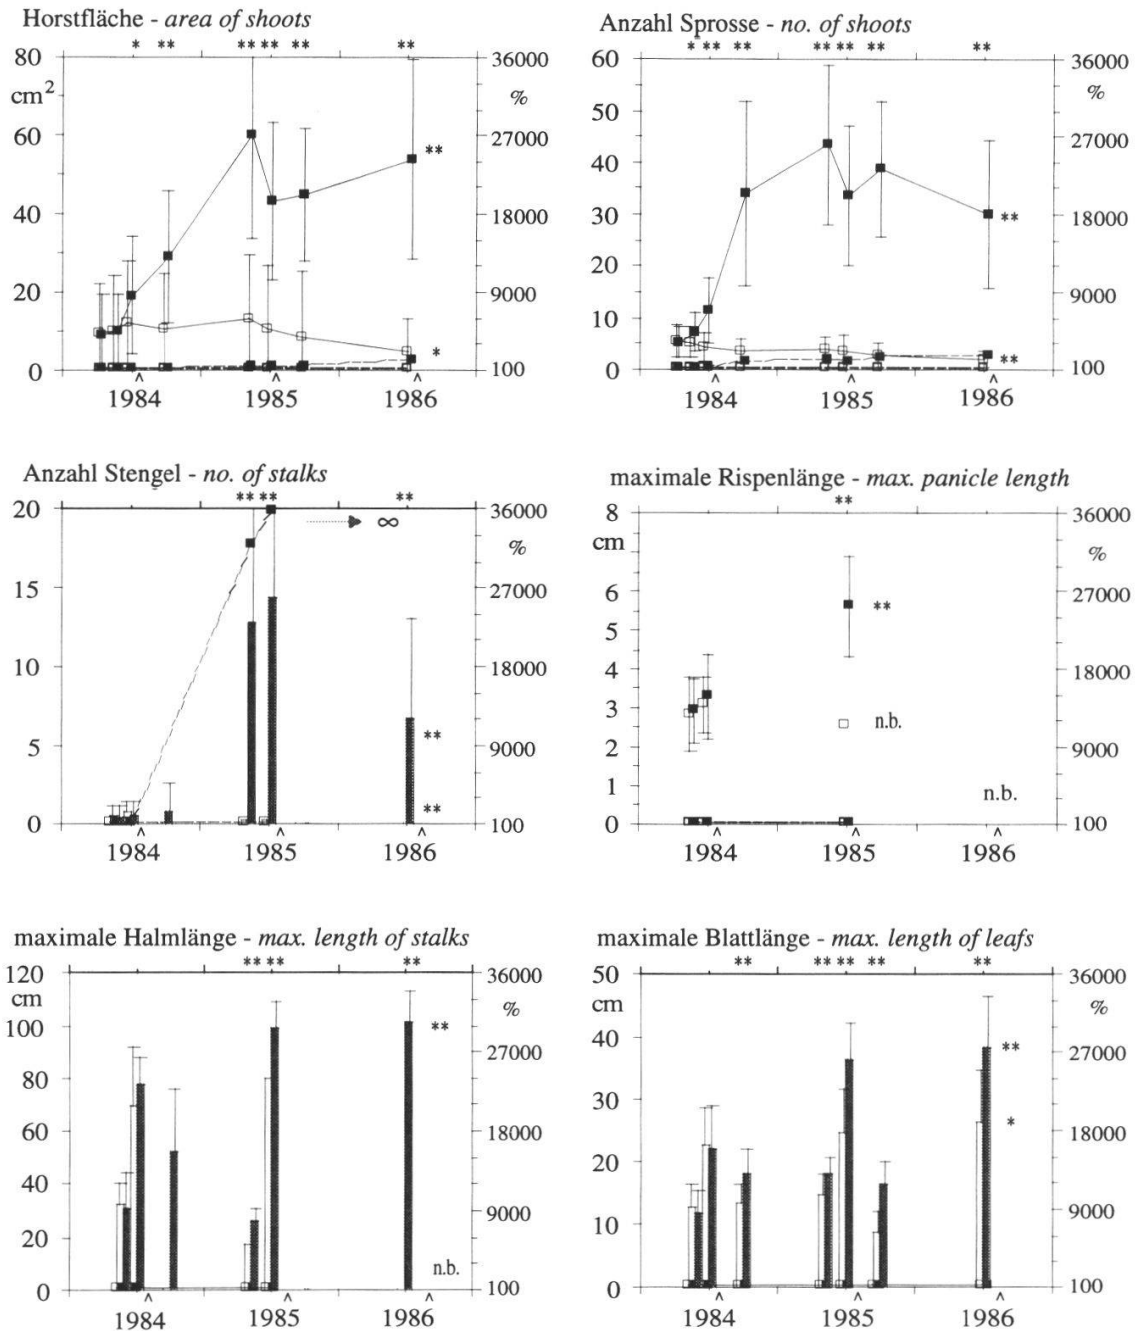 Horstfläche - area of shoots
* ** ** ** ** **
80 36000
cm² %
60 27000
**
40 18000
20 9000
*
0 100
^ ^ ^
1984 1985 1986
Anzahl Sprosse - no. of shoots
* ** ** ** ** ** **
60 36000
50 %
27000
40
30 18000
**
20
9000
10
**
0 100
^ ^ ^
1984 1985 1986
Anzahl Stengel - no. of stalks
** ** **
20 36000
∞
%
15 27000
10 18000
**
5 9000
**
0 100
^ ^ ^
1984 1985 1986
maximale Rispenlänge - max. panicle length
**
8 36000
cm %
6 27000
**
5
4 18000
3 n.b.
2 9000
1 n.b.
0 100
^ ^ ^
1984 1985 1986
maximale Halmlänge - max. length of stalks
** ** **
120 36000
cm %
100 **
27000
80
60 18000
40
9000
20
n.b.
0 100
^ ^ ^
1984 1985 1986
maximale Blattlänge - max. length of leafs
** ** ** ** **
50 36000
cm %
40 27000
**
30
*
18000
20
9000
10
0 100
^ ^ ^
1984 1985 1986